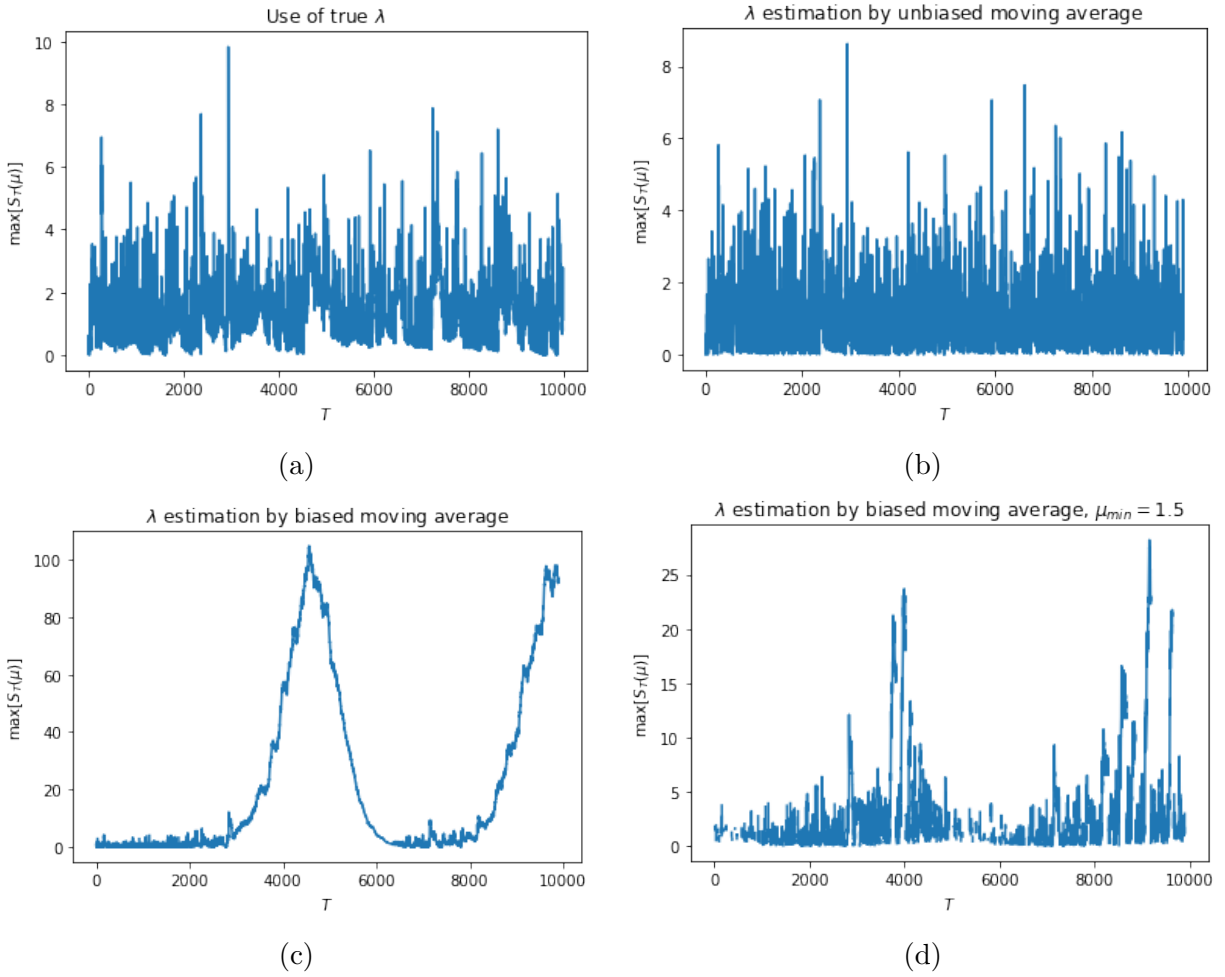 Use of true λ
max[S_T(μ)]
10
8
6
4
2
0
0 2000 4000 6000 8000 10000
T
(a)
λ estimation by unbiased moving average
max[S_T(μ)]
8
6
4
2
0
0 2000 4000 6000 8000 10000
T
(b)
λ estimation by biased moving average
max[S_T(μ)]
100
80
60
40
20
0
0 2000 4000 6000 8000 10000
T
(c)
λ estimation by biased moving average, μ_min = 1.5
max[S_T(μ)]
25
20
15
10
5
0
0 2000 4000 6000 8000 10000
T
(d)